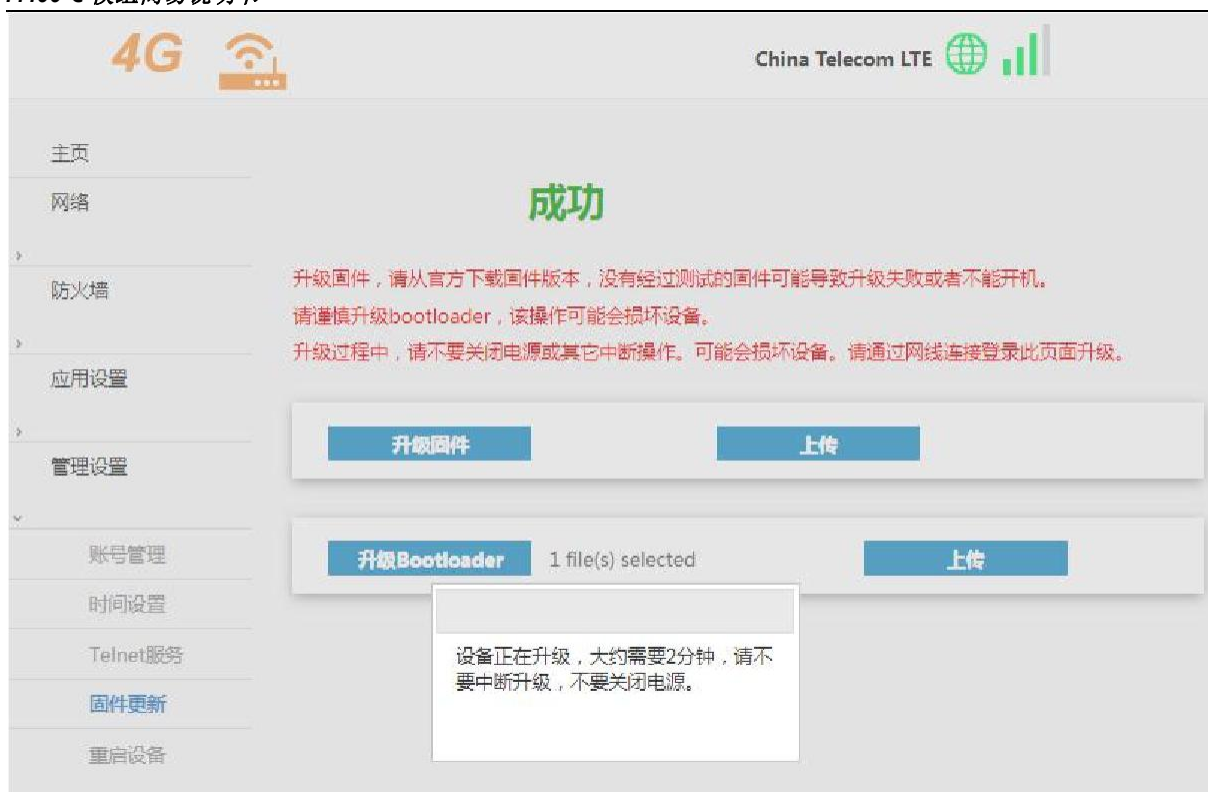 4G
China Telecom LTE
主页
网络
成功
防火墙
升级固件，请从官方下载固件版本，没有经过测试的固件可能导致升级失败或者不能开机。
请谨慎升级bootloader，该操作可能会损坏设备。
升级过程中，请不要关闭电源或其它中断操作。可能会损坏设备。请通过网线连接登录此页面升级。
应用设置
升级固件 上传
管理设置
升级Bootloader 1 file(s) selected 上传
账号管理
时间设置
Telnet服务
设备正在升级，大约需要2分钟，请不
要中断升级，不要关闭电源。
固件更新
重启设备